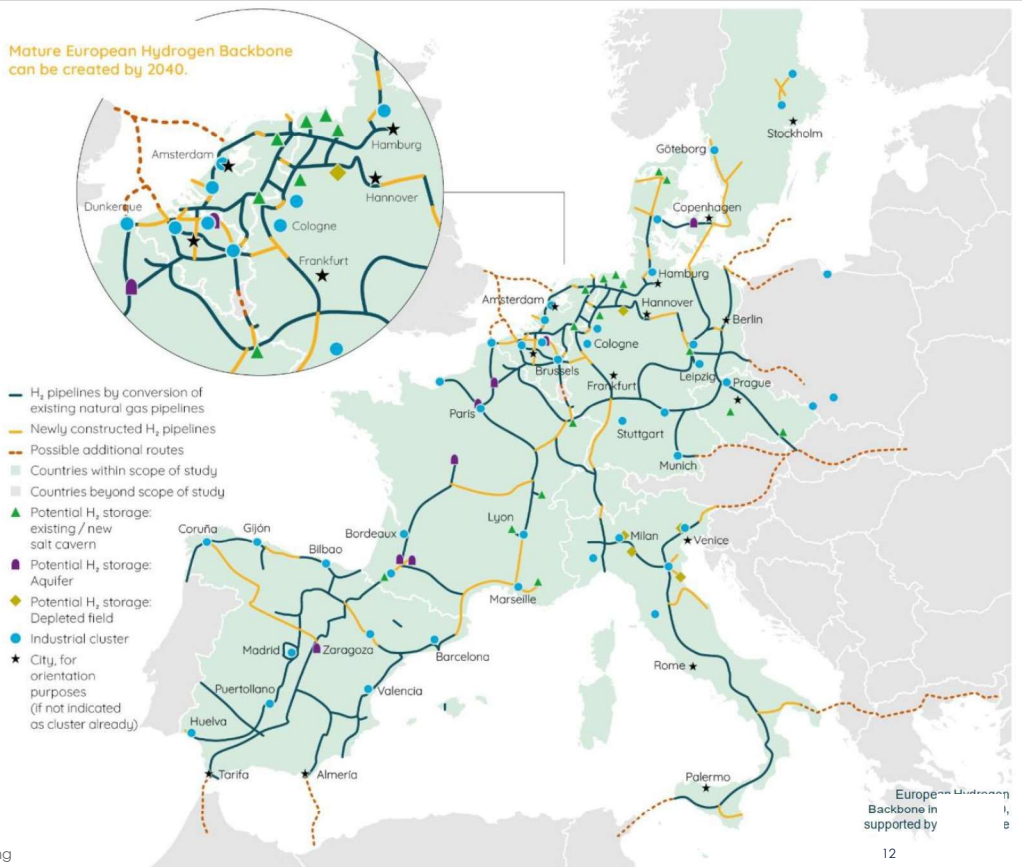 Mature European Hydrogen Backbone
can be created by 2040.
Amsterdam
Hamburg
Hannover
Dunkerque
Cologne
Frankfurt
Stockholm
Göteborg
Copenhagen
Hamburg
Amsterdam
Hannover
Berlin
Cologne
Brussels
Leipzig
Frankfurt
Prague
Paris
Stuttgart
Munich
H₂ pipelines by conversion of
existing natural gas pipelines
Newly constructed H₂ pipelines
Possible additional routes
Countries within scope of study
Countries beyond scope of study
Potential H₂ storage:
existing / new
salt cavern
Potential H₂ storage:
Aquifer
Potential H₂ storage:
Depleted field
Industrial cluster
City, for
orientation
purposes
(if not indicated
as cluster already)
Lyon
Coruña
Gijón
Bordeaux
Milan
Venice
Bilbao
Marseille
Madrid
Zaragoza
Barcelona
Rome
Puertollano
Valencia
Huelva
Tarifa
Almería
Palermo
European Hydrogen
Backbone in
supported by
12